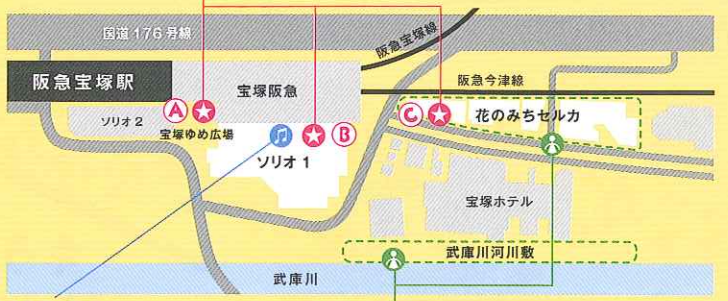 国道176号線
阪急宝塚線
阪急宝塚駅
宝塚阪急
阪急今津線
A
C
花のみちセルカ
ソリオ2
宝塚ゆめ広場
B
ソリオ1
宝塚ホテル
武庫川河川敷
武庫川